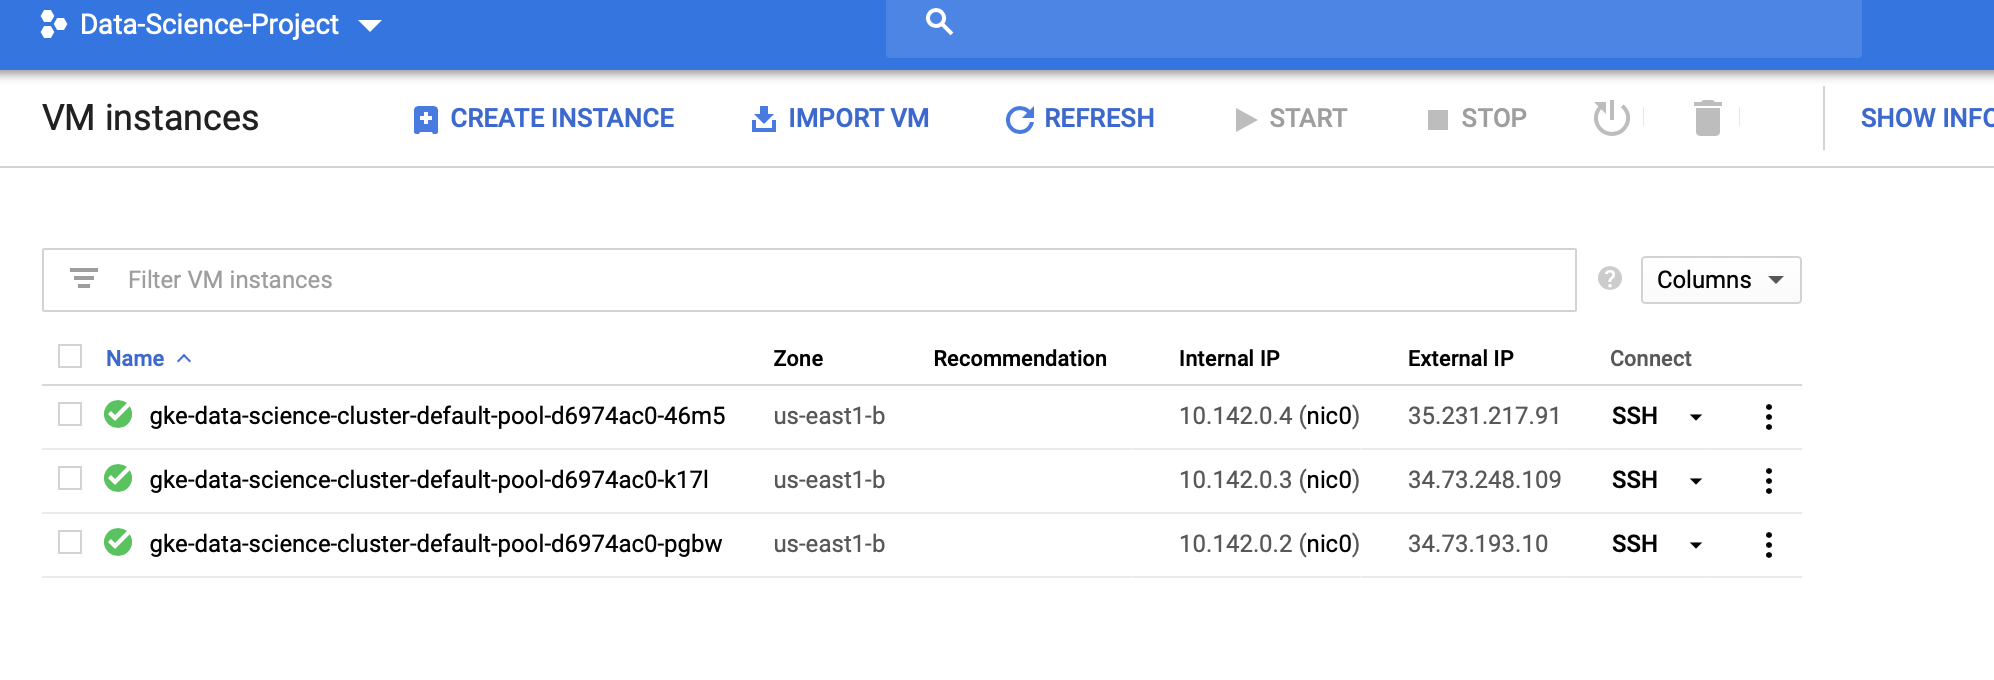 Data-Science-Project
VM instances CREATE INSTANCE IMPORT VM REFRESH START STOP SHOW INFO
Filter VM instances Columns
Name Zone Recommendation Internal IP External IP Connect
gke-data-science-cluster-default-pool-d6974ac0-46m5 us-east1-b 10.142.0.4 (nic0) 35.231.217.91 SSH
gke-data-science-cluster-default-pool-d6974ac0-k17l us-east1-b 10.142.0.3 (nic0) 34.73.248.109 SSH
gke-data-science-cluster-default-pool-d6974ac0-pgbw us-east1-b 10.142.0.2 (nic0) 34.73.193.10 SSH